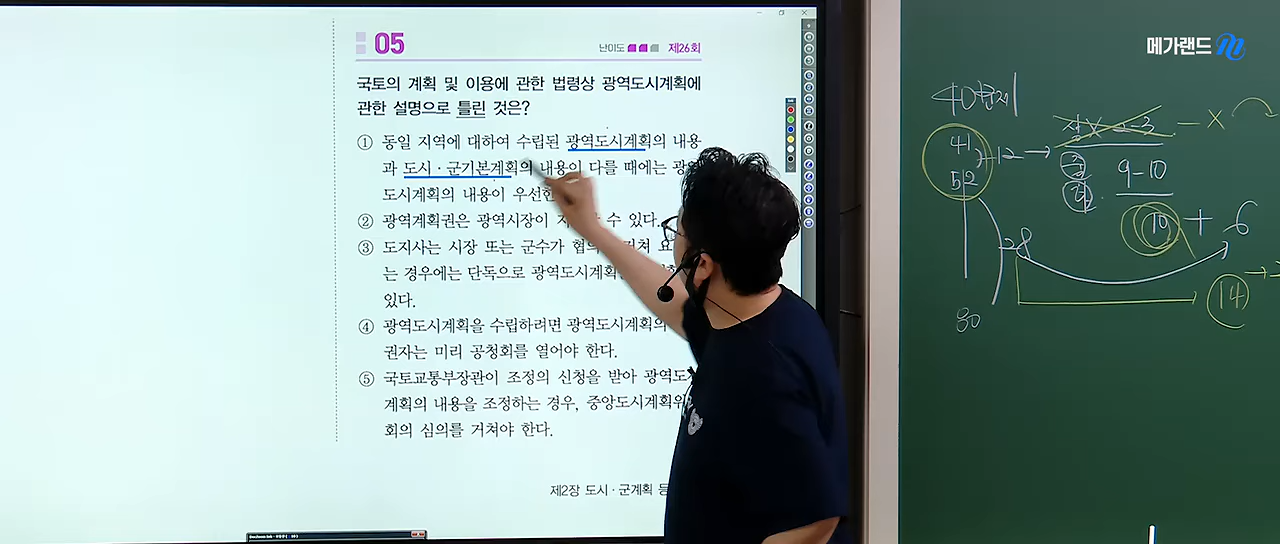 05
난이도 제26회
국토의 계획 및 이용에 관한 법령상 광역도시계획에
관한 설명으로 틀린 것은?
① 동일 지역에 대하여 수립된 광역도시계획의 내용
과 도시·군기본계획의 내용이 다를 때에는 광역
도시계획의 내용이 우선한
② 광역계획권은 광역시장이 지 수 있다.
③ 도지사는 시장 또는 군수가 협의 거쳐 요
는 경우에는 단독으로 광역도시계획
있다.
④ 광역도시계획을 수립하려면 광역도시계획의
권자는 미리 공청회를 열어야 한다.
⑤ 국토교통부장관이 조정의 신청을 받아 광역도시
계획의 내용을 조정하는 경우, 중앙도시계획위
회의 심의를 거쳐야 한다.
제2장 도시·군계획 등
메가랜드
40문제
41
52
12
X
9-10
10 + 6
28
14
80